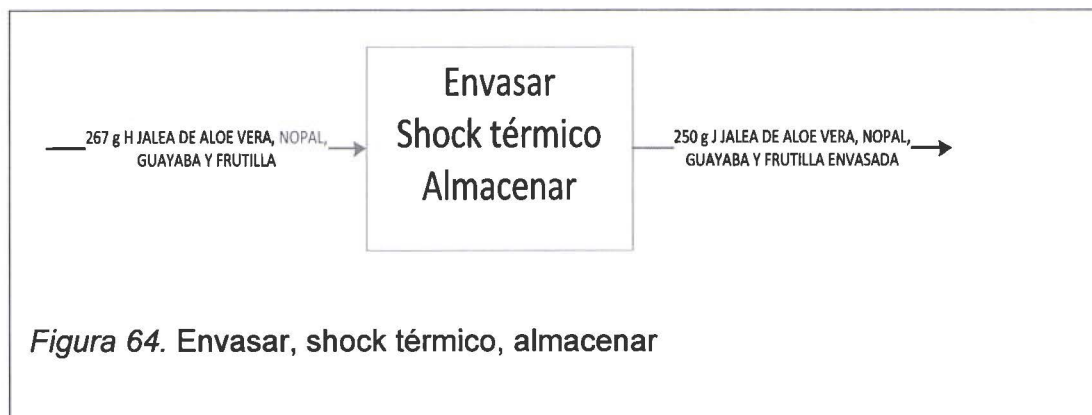 Envasar
Shock térmico
Almacenar
267 g H JALEA DE ALOE VERA, NOPAL,
GUAYABA Y FRUTILLA
250 g J JALEA DE ALOE VERA, NOPAL,
GUAYABA Y FRUTILLA ENVASADA
Figura 64. Envasar, shock térmico, almacenar